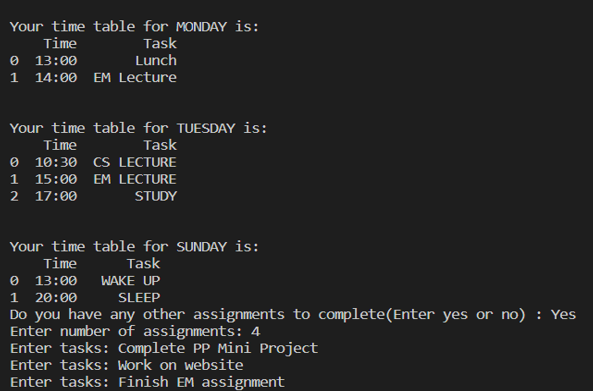 Your time table for MONDAY is:
Time Task
0 13:00 Lunch
1 14:00 EM Lecture
Your time table for TUESDAY is:
Time Task
0 10:30 CS LECTURE
1 15:00 EM LECTURE
2 17:00 STUDY
Your time table for SUNDAY is:
Time Task
0 13:00 WAKE UP
1 20:00 SLEEP
Do you have any other assignments to complete(Enter yes or no) : Yes
Enter number of assignments: 4
Enter tasks: Complete PP Mini Project
Enter tasks: Work on website
Enter tasks: Finish EM assignment